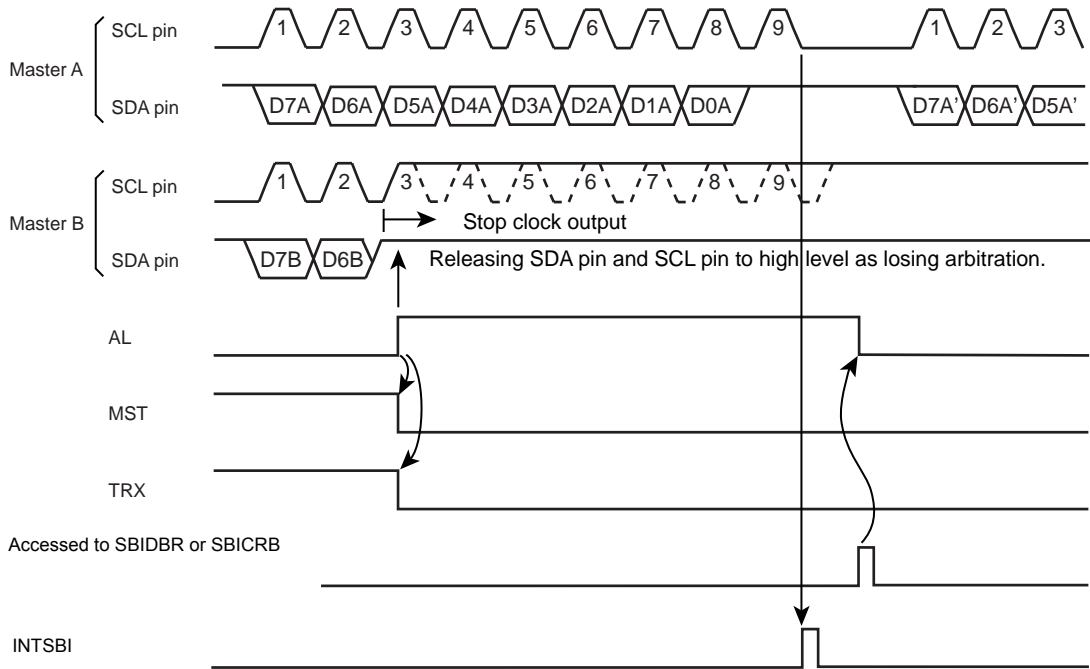 SCL pin 1 2 3 4 5 6 7 8 9 1 2 3
Master A
SDA pin D7A D6A D5A D4A D3A D2A D1A D0A D7A’ D6A’ D5A’
SCL pin 1 2 3 4 5 6 7 8 9
Master B
Stop clock output
SDA pin D7B D6B Releasing SDA pin and SCL pin to high level as losing arbitration.
AL
MST
TRX
Accessed to SBIDBR or SBICRB
INTSBI